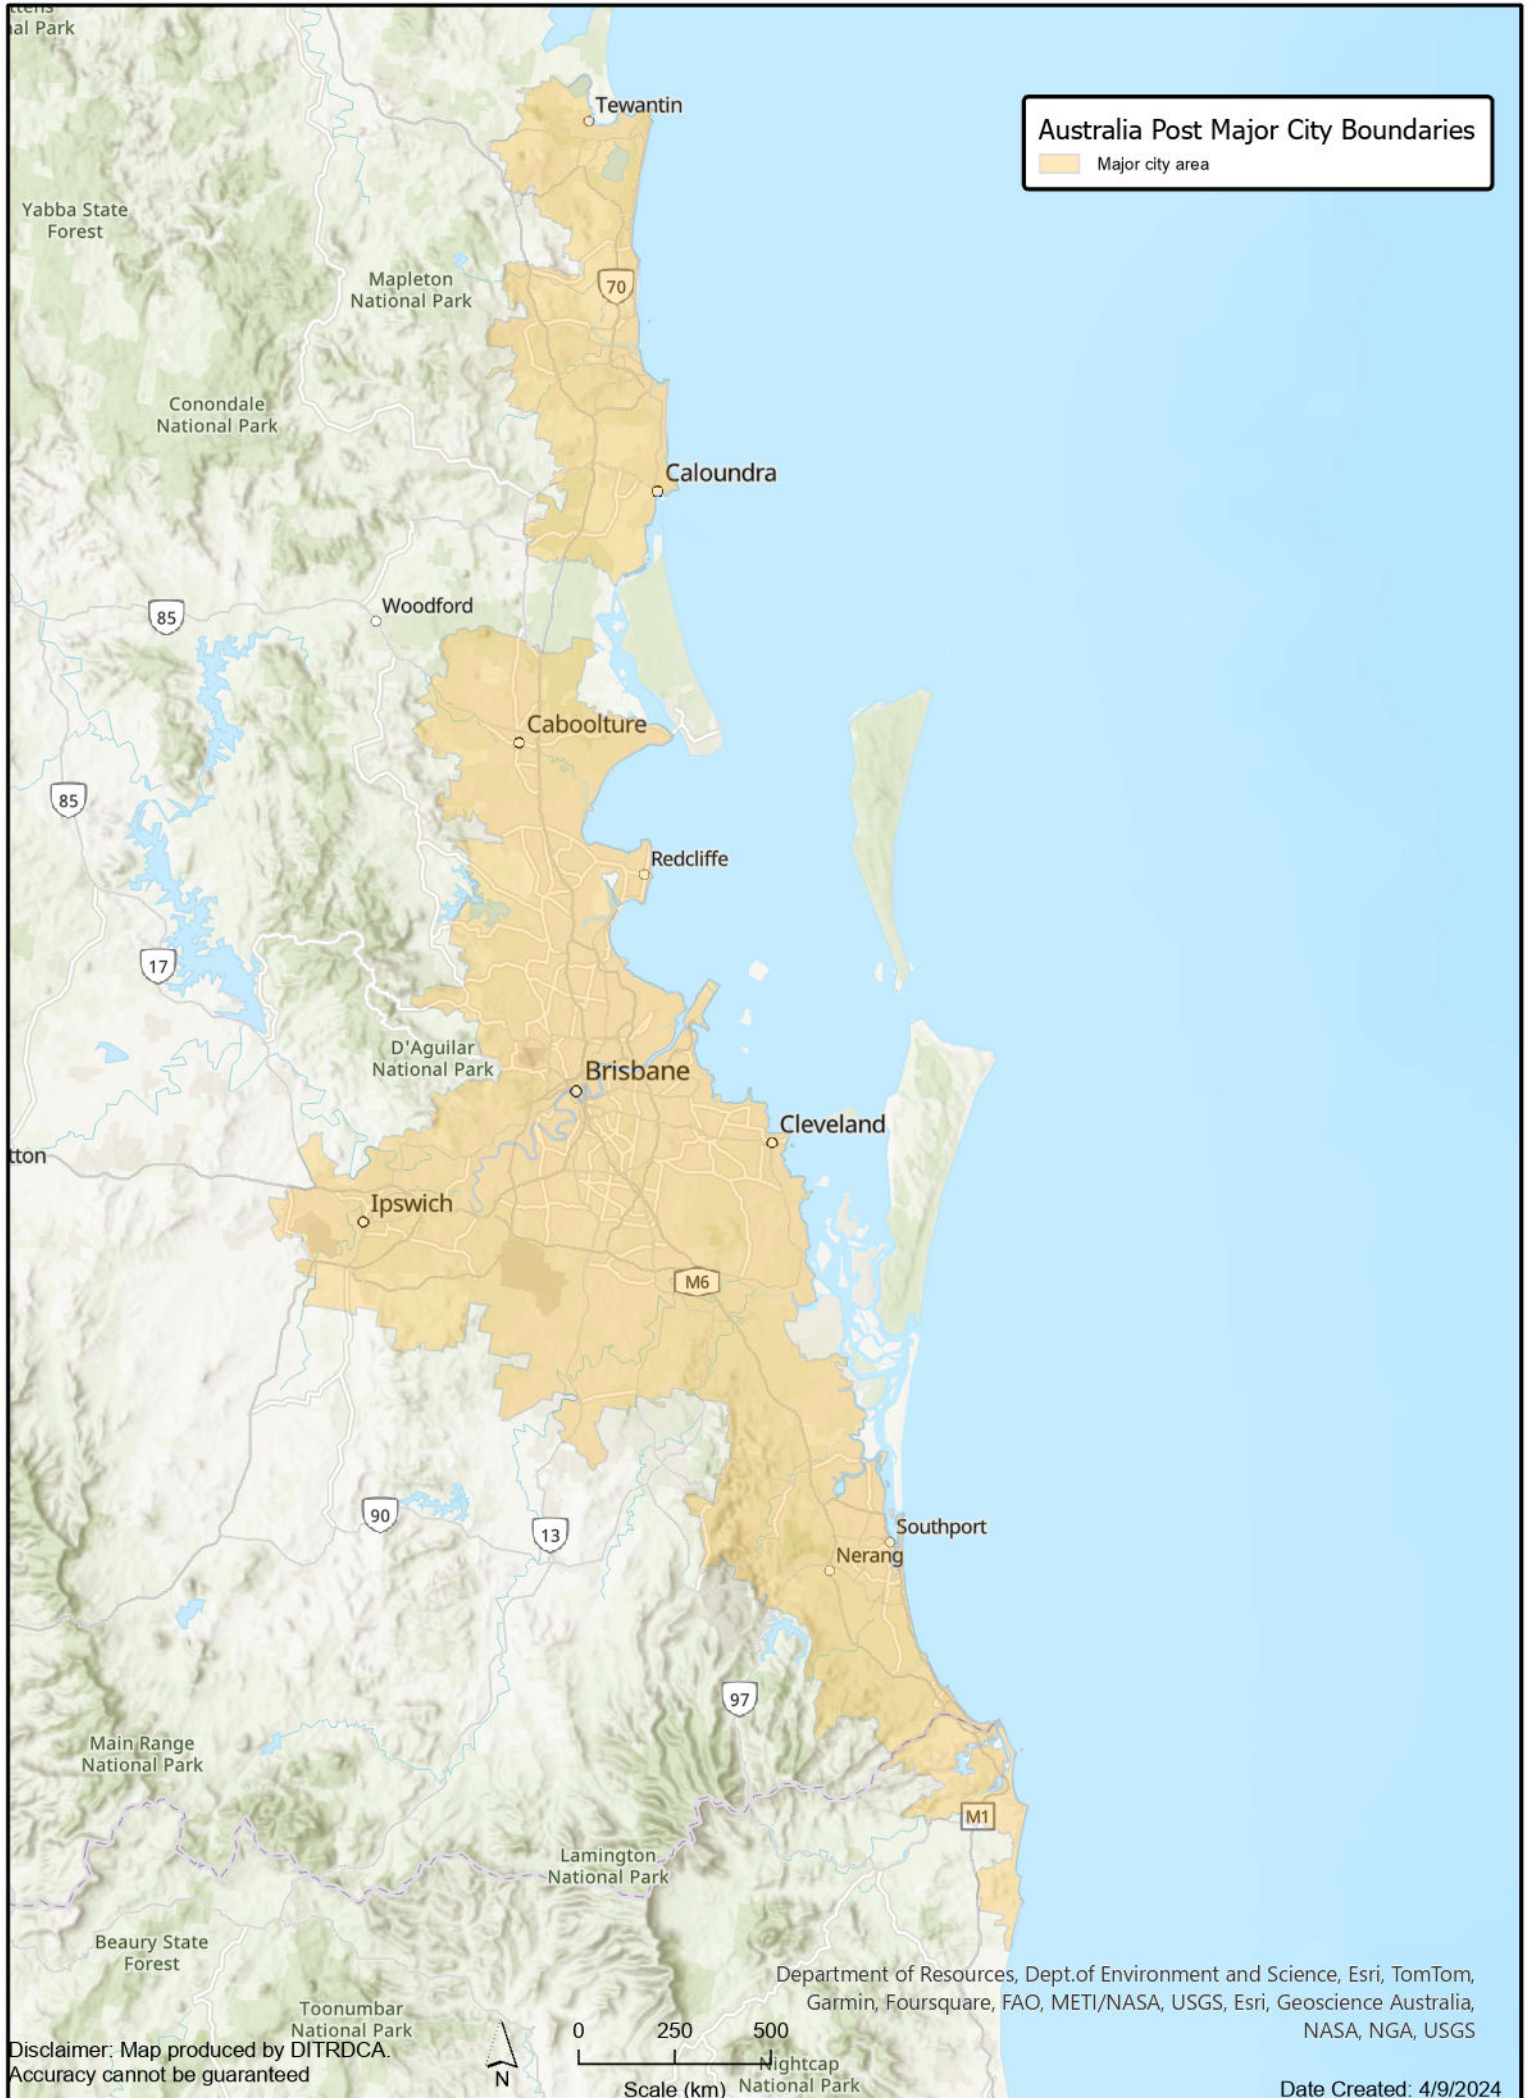 al Park
Tewantin
Australia Post Major City Boundaries
Major city area
Yabba State
Forest
Mapleton
National Park
70
Conondale
National Park
Caloundra
85
Woodford
Caboolture
85
Redcliffe
17
D'Aguilar
National Park
Brisbane
Cleveland
tton
Ipswich
M6
90
13
Southport
Nerang
97
Main Range
National Park
M1
Lamington
National Park
Beaury State
Forest
Department of Resources, Dept.of Environment and Science, Esri, TomTom,
Garmin, Foursquare, FAO, METI/NASA, USGS, Esri, Geoscience Australia,
NASA, NGA, USGS
Toonumbar
National Park
Disclaimer: Map produced by DITRDCA.
Accuracy cannot be guaranteed
N
0 250 500
Scale (km)
Nightcap
National Park
Date Created: 4/9/2024